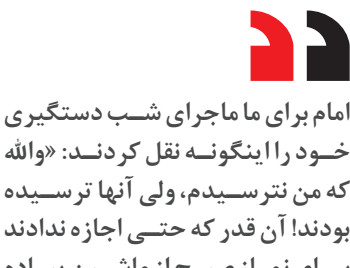 امام برای ما ماجرای شب دستگیری
خود را اینگونه نقل کردند: «والله
که من نترسیدم، ولی آنها ترسیده
بودند! آن قدر که حتی اجازه ندادند